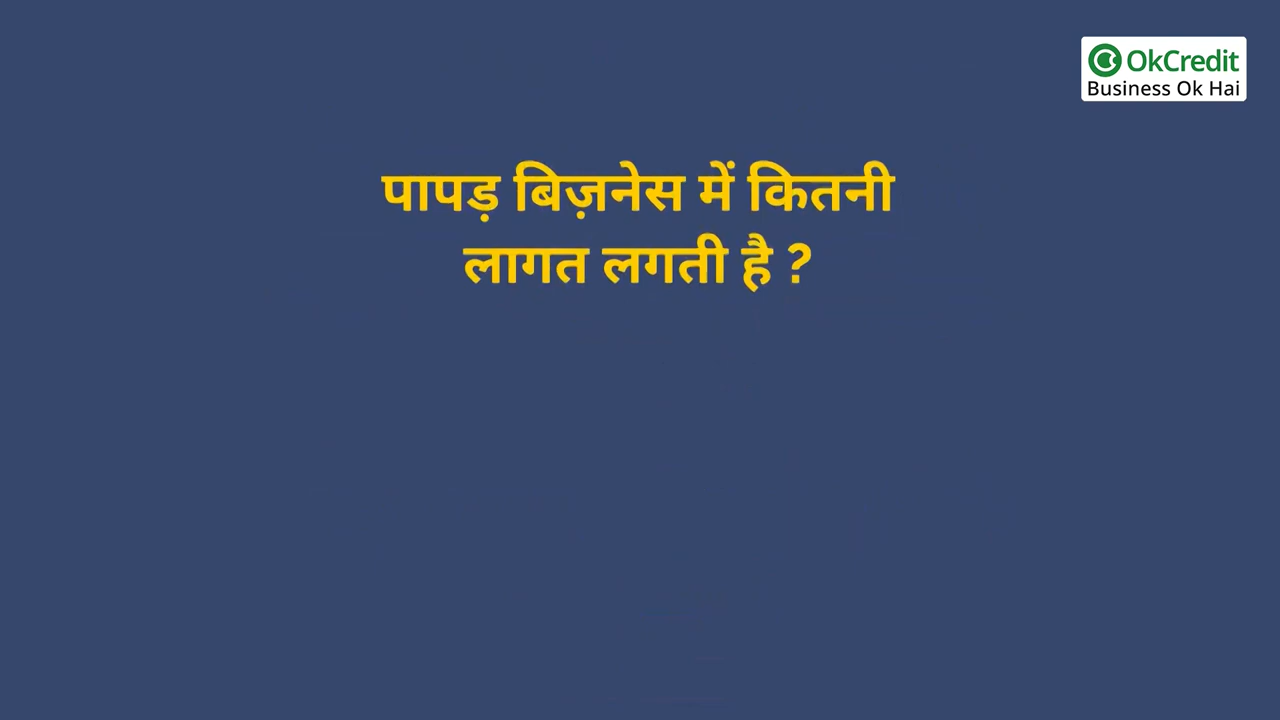 OkCredit
Business Ok Hai
पापड़ बिज़नेस में कितनी
लागत लगती है ?